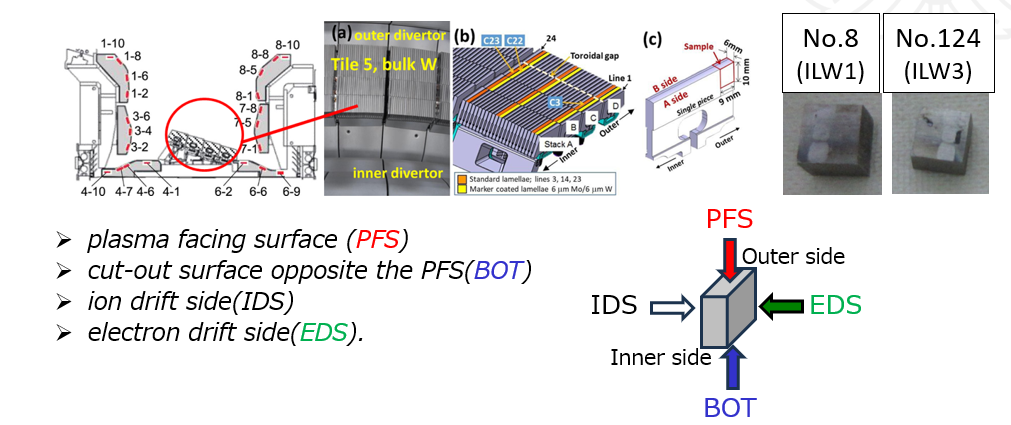 1-10
1-8
1-6
1-2
3-6
3-4
3-2
4-10
4-7
4-6
4-1
8-10
8-8
8-5
8-1
7-8
7-5
7-1
6-2
6-6
6-9
(a)
outer divertor
Tile 5, bulk W
inner divertor
(b)
C23
C22
24
Toroidal gap
Line 1
C3
D
C
B
Stack A
Outer
Inner
Standard lamellae; lines 3, 14, 23
Marker coated lamellae 6 μm Mo/6 μm W
(c)
Sample
6mm
10 mm
9 mm
B side
A side
Single piece
Inner
Outer
No.8
(ILW1)
No.124
(ILW3)
➢ plasma facing surface (PFS)
➢ cut-out surface opposite the PFS(BOT)
➢ ion drift side(IDS)
➢ electron drift side(EDS).
PFS
Outer side
IDS
EDS
Inner side
BOT